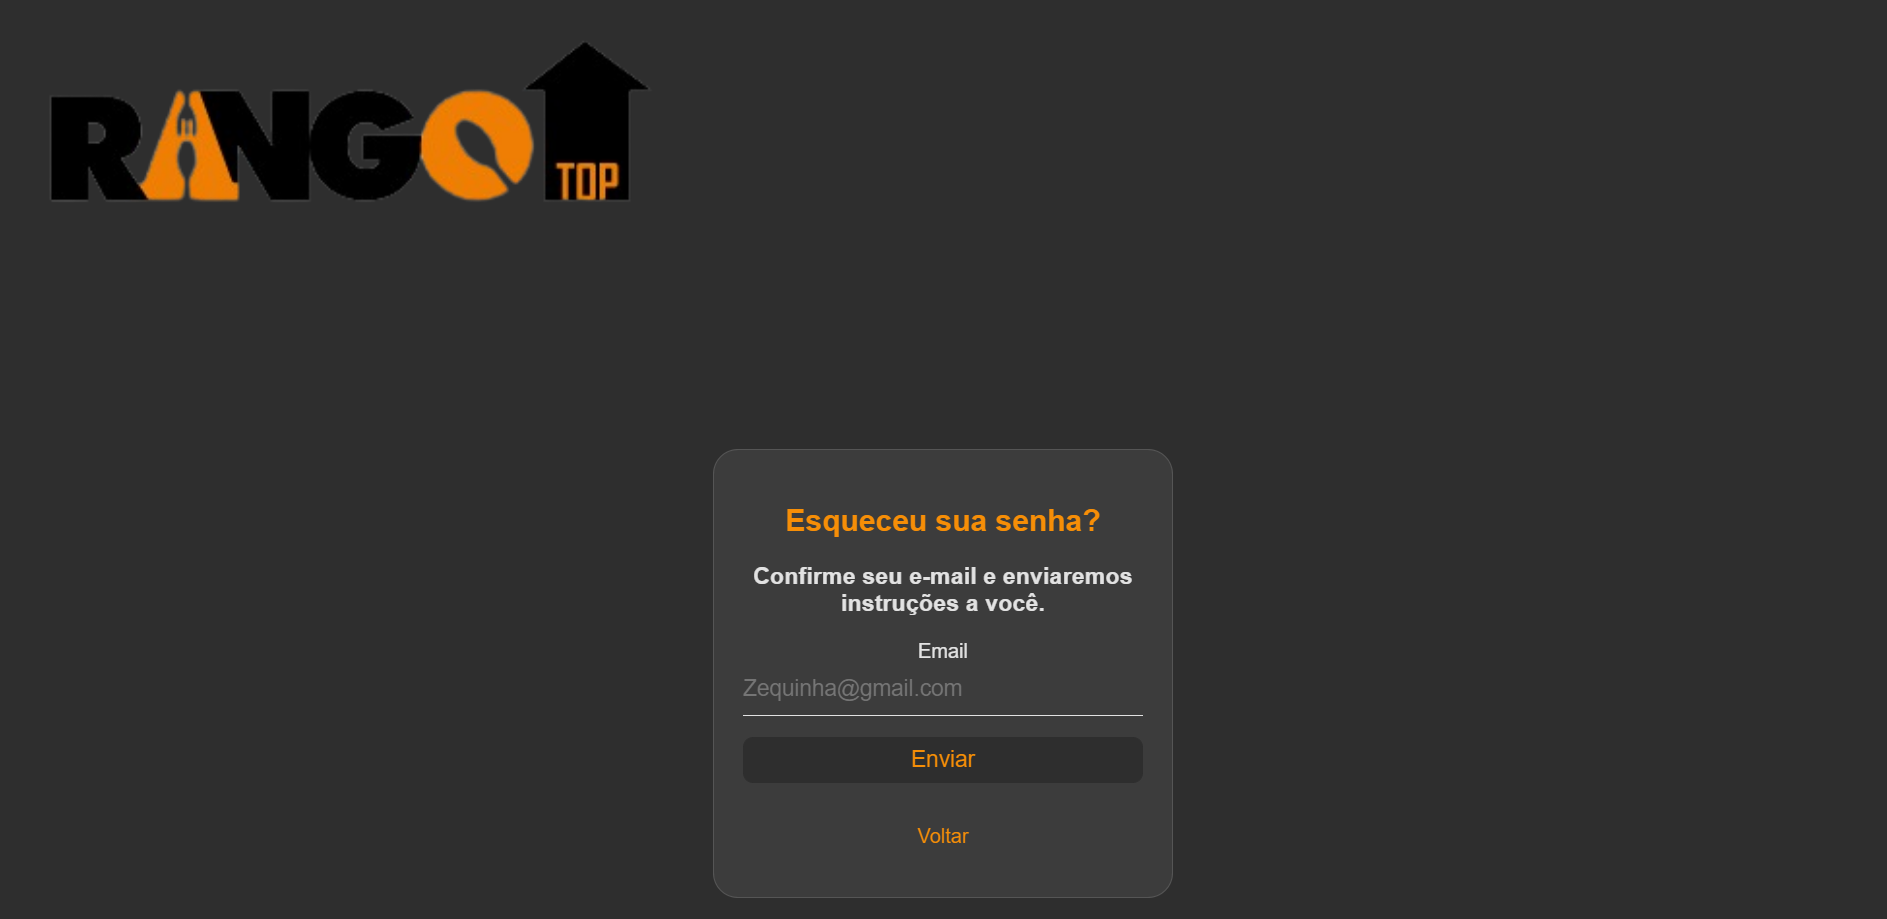 RANGO TOP
Esqueceu sua senha?
Confirme seu e-mail e enviaremos
instruções a você.
Email
Zequinha@gmail.com
Enviar
Voltar